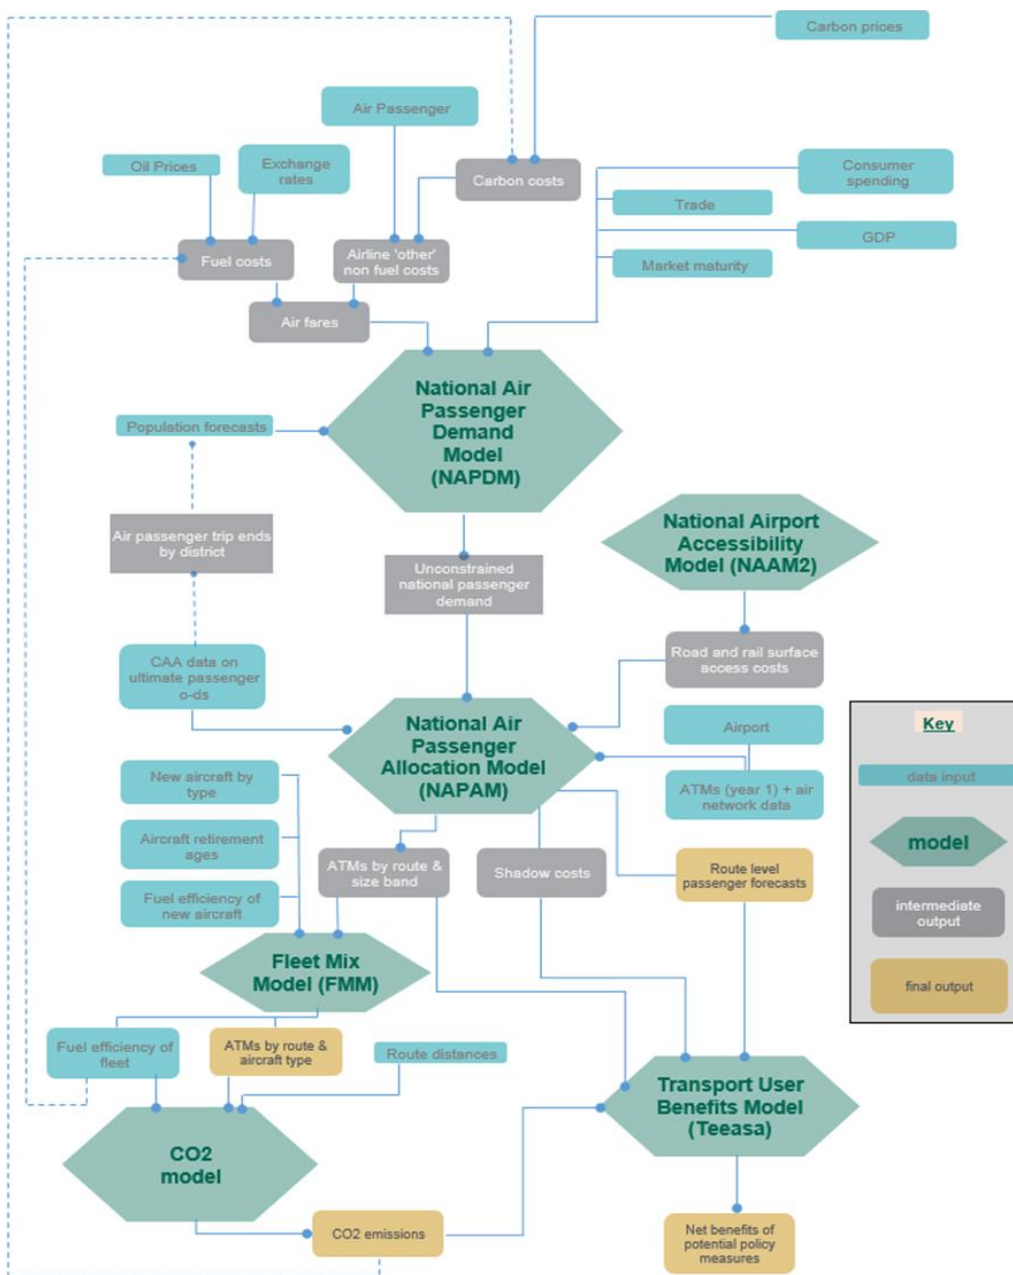 Carbon prices
Air Passenger
Oil Prices
Exchange
rates
Carbon costs
Consumer
spending
Trade
GDP
Market maturity
Fuel costs
Airline 'other'
non fuel costs
Air fares
National Air
Passenger
Demand
Model
(NAPDM)
Population forecasts
Air passenger trip ends
by district
Unconstrained
national passenger
demand
National Airport
Accessibility
Model (NAAM2)
CAA data on
ultimate passenger
o-ds
Road and rail surface
access costs
National Air
Passenger
Allocation Model
(NAPAM)
Airport
ATMs (year 1) + air
network data
New aircraft by
type
Aircraft retirement
ages
Fuel efficiency of
new aircraft
ATMs by route &
size band
Shadow costs
Route level
passenger forecasts
Fleet Mix
Model (FMM)
Fuel efficiency of
fleet
ATMs by route &
aircraft type
Route distances
Transport User
Benefits Model
(Teeasa)
CO2
model
CO2 emissions
Net benefits of
potential policy
measures
Key
data input
model
intermediate
output
final output